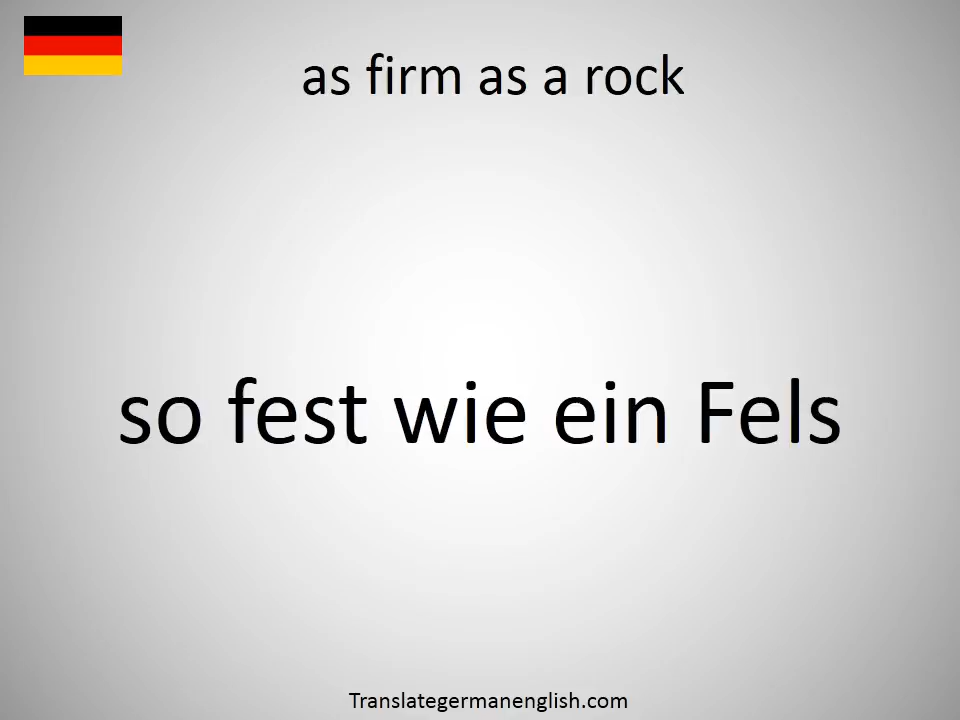 as firm as a rock
so fest wie ein Fels
Translategermanenglish.com